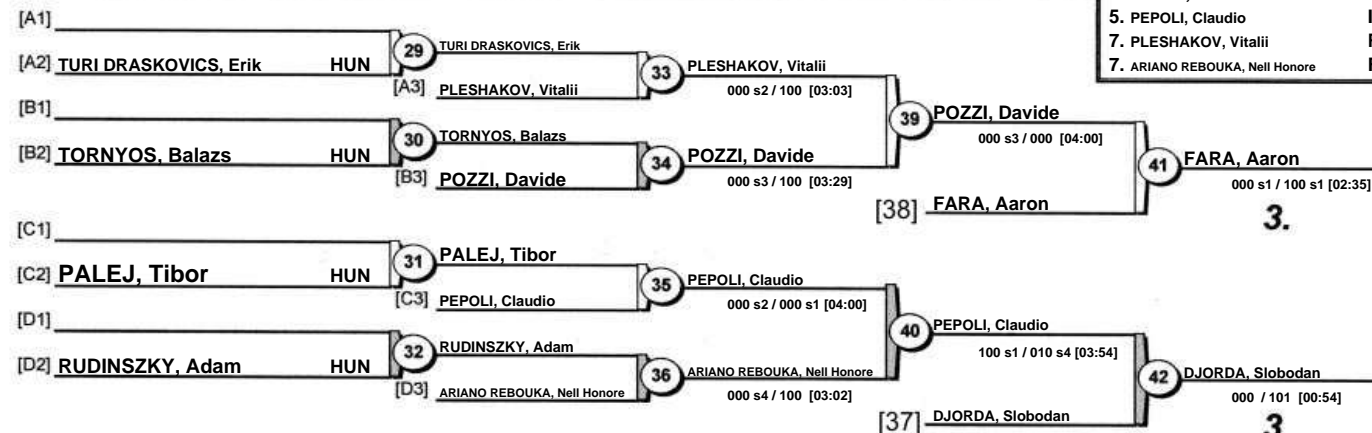 5. PEPOLI, Claudio
7. PLESHAKOV, Vitalii
7. ARIANO REBOUKA, Nell Honore
[A1]
[A2] TURI DRASKOVICS, Erik HUN
29
TURI DRASKOVICS, Erik
[A3] PLESHAKOV, Vitalii
33
PLESHAKOV, Vitalii
000 s2 / 100 [03:03]
[B1]
[B2] TORNYOS, Balazs HUN
30
TORNYOS, Balazs
[B3] POZZI, Davide
34
POZZI, Davide
000 s3 / 100 [03:29]
39
POZZI, Davide
000 s3 / 000 [04:00]
[38] FARA, Aaron
41
FARA, Aaron
000 s1 / 100 s1 [02:35]
3.
[C1]
[C2] PALEJ, Tibor HUN
31
PALEJ, Tibor
[C3] PEPOLI, Claudio
35
PEPOLI, Claudio
000 s2 / 000 s1 [04:00]
[D1]
[D2] RUDINSZKY, Adam HUN
32
RUDINSZKY, Adam
[D3] ARIANO REBOUKA, Nell Honore
36
ARIANO REBOUKA, Nell Honore
000 s4 / 100 [03:02]
40
PEPOLI, Claudio
100 s1 / 010 s4 [03:54]
[37] DJORDA, Slobodan
42
DJORDA, Slobodan
000 / 101 [00:54]
3